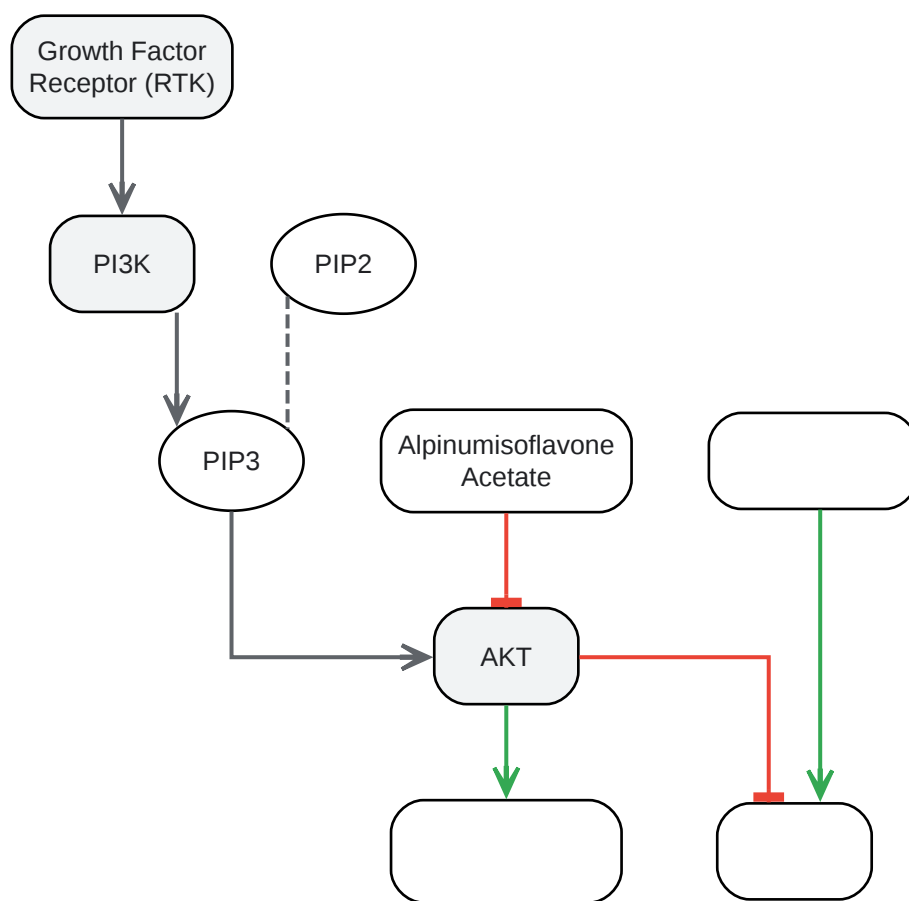 Growth Factor
Receptor (RTK)
PI3K
PIP2
PIP3
Alpinumisoflavone
Acetate
AKT